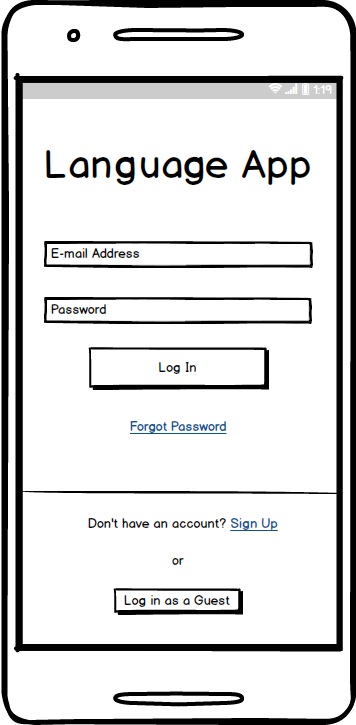 1:19
Language App
E-mail Address
Password
Log In
Forgot Password
Don't have an account? Sign Up
or
Log in as a Guest